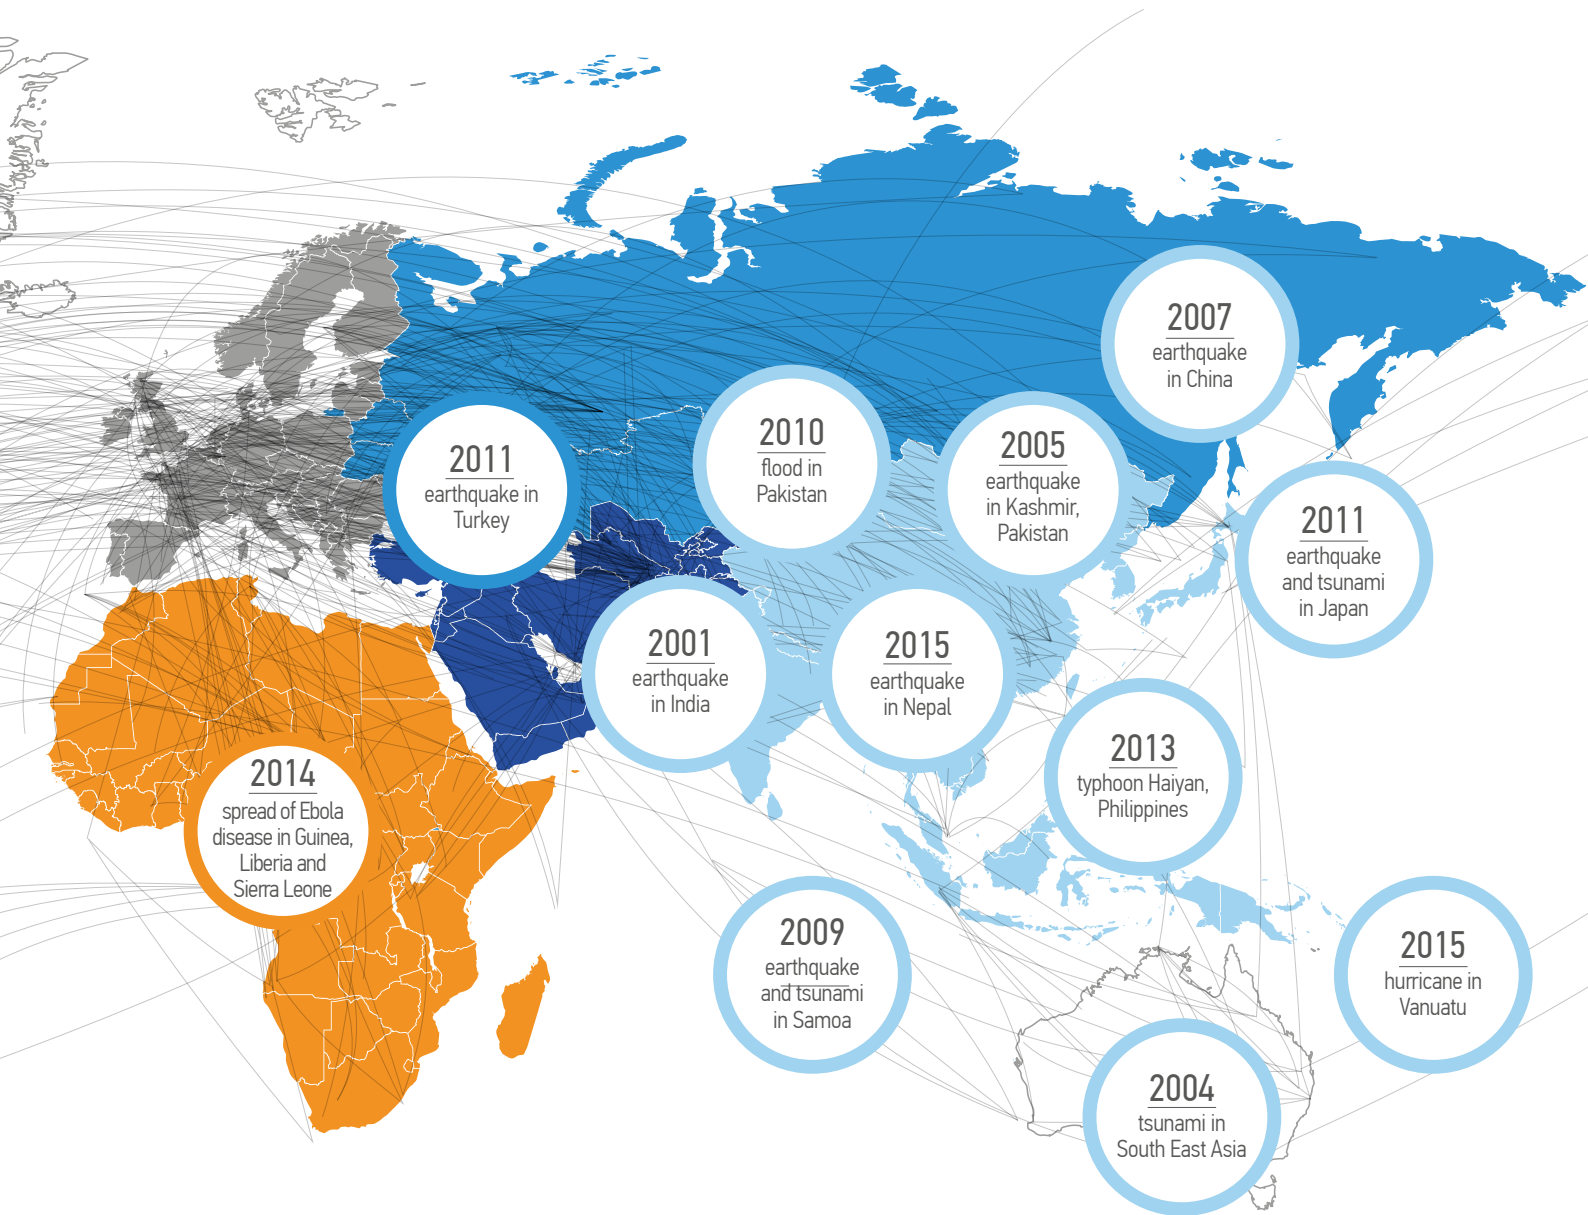 2007
earthquake
in China
2011
earthquake in
Turkey
2010
flood in
Pakistan
2005
earthquake
in Kashmir,
Pakistan
2011
earthquake
and tsunami
in Japan
2001
earthquake
in India
2015
earthquake
in Nepal
2013
typhoon Haiyan,
Philippines
2014
spread of Ebola
disease in Guinea,
Liberia and
Sierra Leone
2009
earthquake
and tsunami
in Samoa
2015
hurricane in
Vanuatu
2004
tsunami in
South East Asia